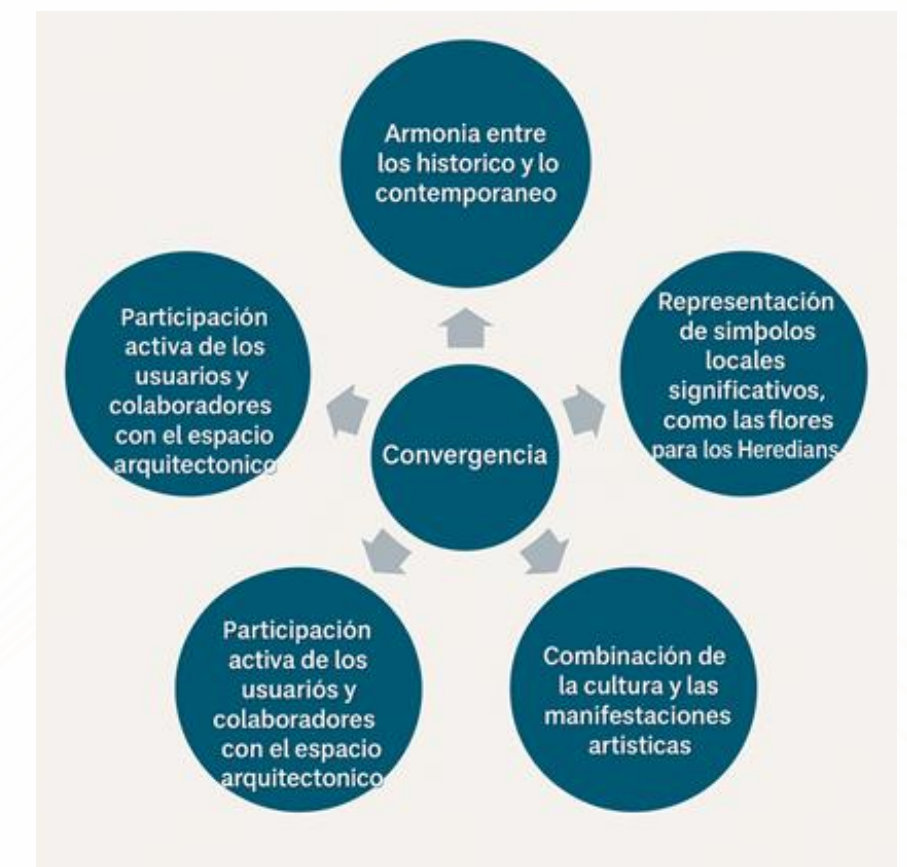 Armonia entre
los historico y lo
contemporaneo
Representación
de simþolos
locales
significativos,
como las flores
para los Heredians
Participación
activa de los
usuarios y
colaboradores
con el espacio
arquitectonico
Convergencia
Participación
activa de los
usuariós y
colaboradores
con el espacio
arquitectonico
Combinación de
la cultura y las
manifestaciones
artisticas